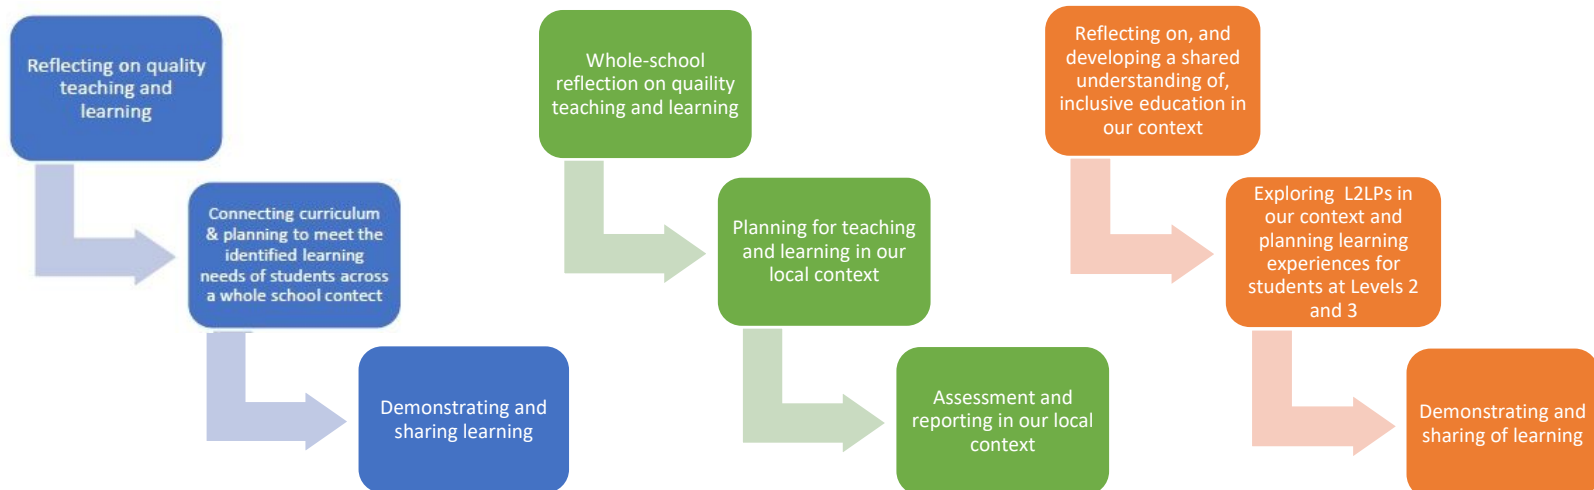 Reflecting on quality
teaching and
learning
Connecting curriculum
& planning to meet the
identified learning
needs of students across
a whole school contect
Demonstrating and
sharing learning
Whole-school
reflection on quaility
teaching and learning
Planning for teaching
and learning in our
local context
Assessment and
reporting in our local
context
Reflecting on, and
developing a shared
understanding of,
inclusive education in
our context
Exploring L2LPs in
our context and
planning learning
experiences for
students at Levels 2
and 3
Demonstrating and
sharing of learning